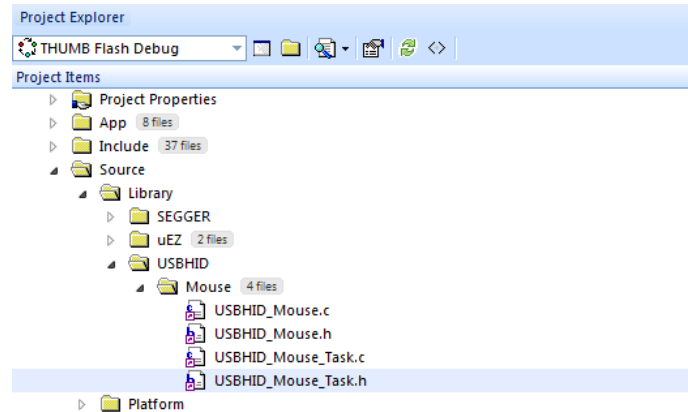 Project Explorer
THUMB Flash Debug
Project Items
Project Properties
App 8 files
Include 37 files
Source
Library
SEGGER
uEZ 2 files
USBHID
Mouse 4 files
USBHID_Mouse.c
USBHID_Mouse.h
USBHID_Mouse_Task.c
USBHID_Mouse_Task.h
Platform